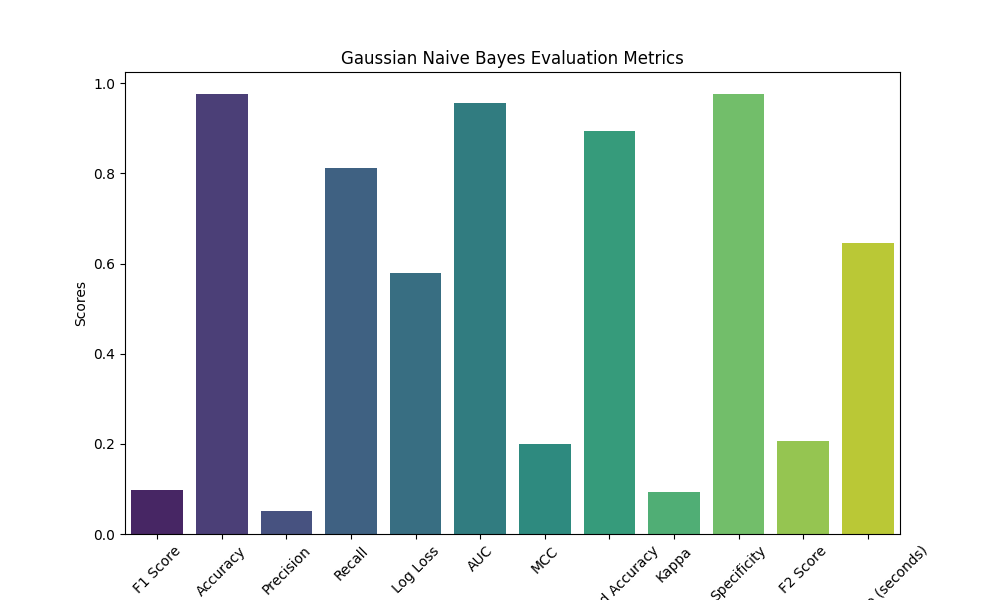 Gaussian Naive Bayes Evaluation Metrics
1.0
0.8
0.6
0.4
0.2
0.0
Scores
F1 Score
Accuracy
Precision
Recall
Log Loss
AUC
MCC
Accuracy
Kappa
Specificity
F2 Score
(seconds)